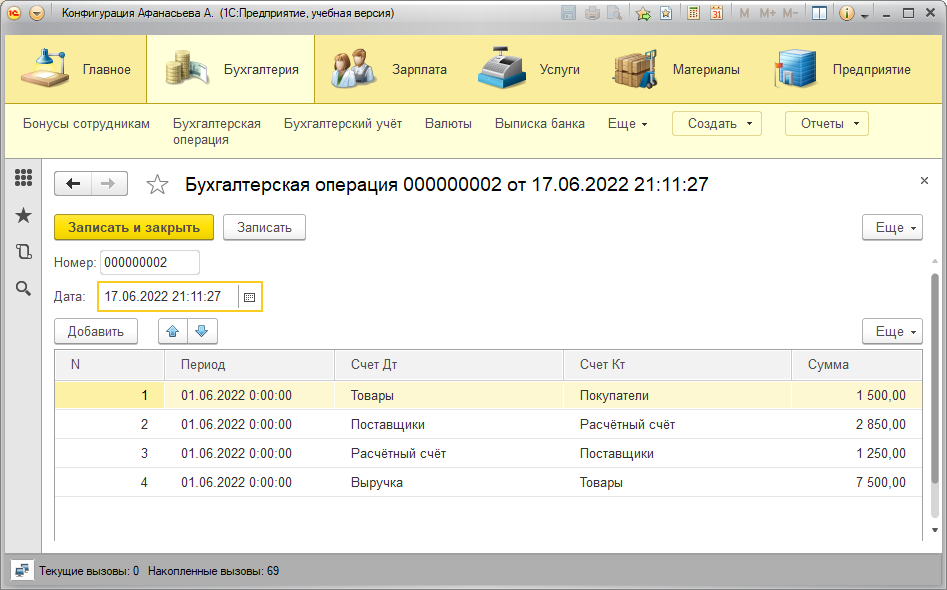 Конфигурация Афанасьева А. (1С:Предприятие, учебная версия)
31 M M+ M-
Главное Бухгалтерия Зарплата Услуги Материалы Предприятие
Бонусы сотрудникам Бухгалтерская операция Бухгалтерский учёт Валюты Выписка банка Еще Создать Отчеты
Бухгалтерская операция 000000002 от 17.06.2022 21:11:27
Записать и закрыть Записать Еще
Номер: 000000002
Дата: 17.06.2022 21:11:27
Добавить Еще
N Период Счет Дт Счет Кт Сумма
1 01.06.2022 0:00:00 Товары Покупатели 1 500,00
2 01.06.2022 0:00:00 Поставщики Расчётный счёт 2 850,00
3 01.06.2022 0:00:00 Расчётный счёт Поставщики 1 250,00
4 01.06.2022 0:00:00 Выручка Товары 7 500,00
Текущие вызовы: 0 Накопленные вызовы: 69